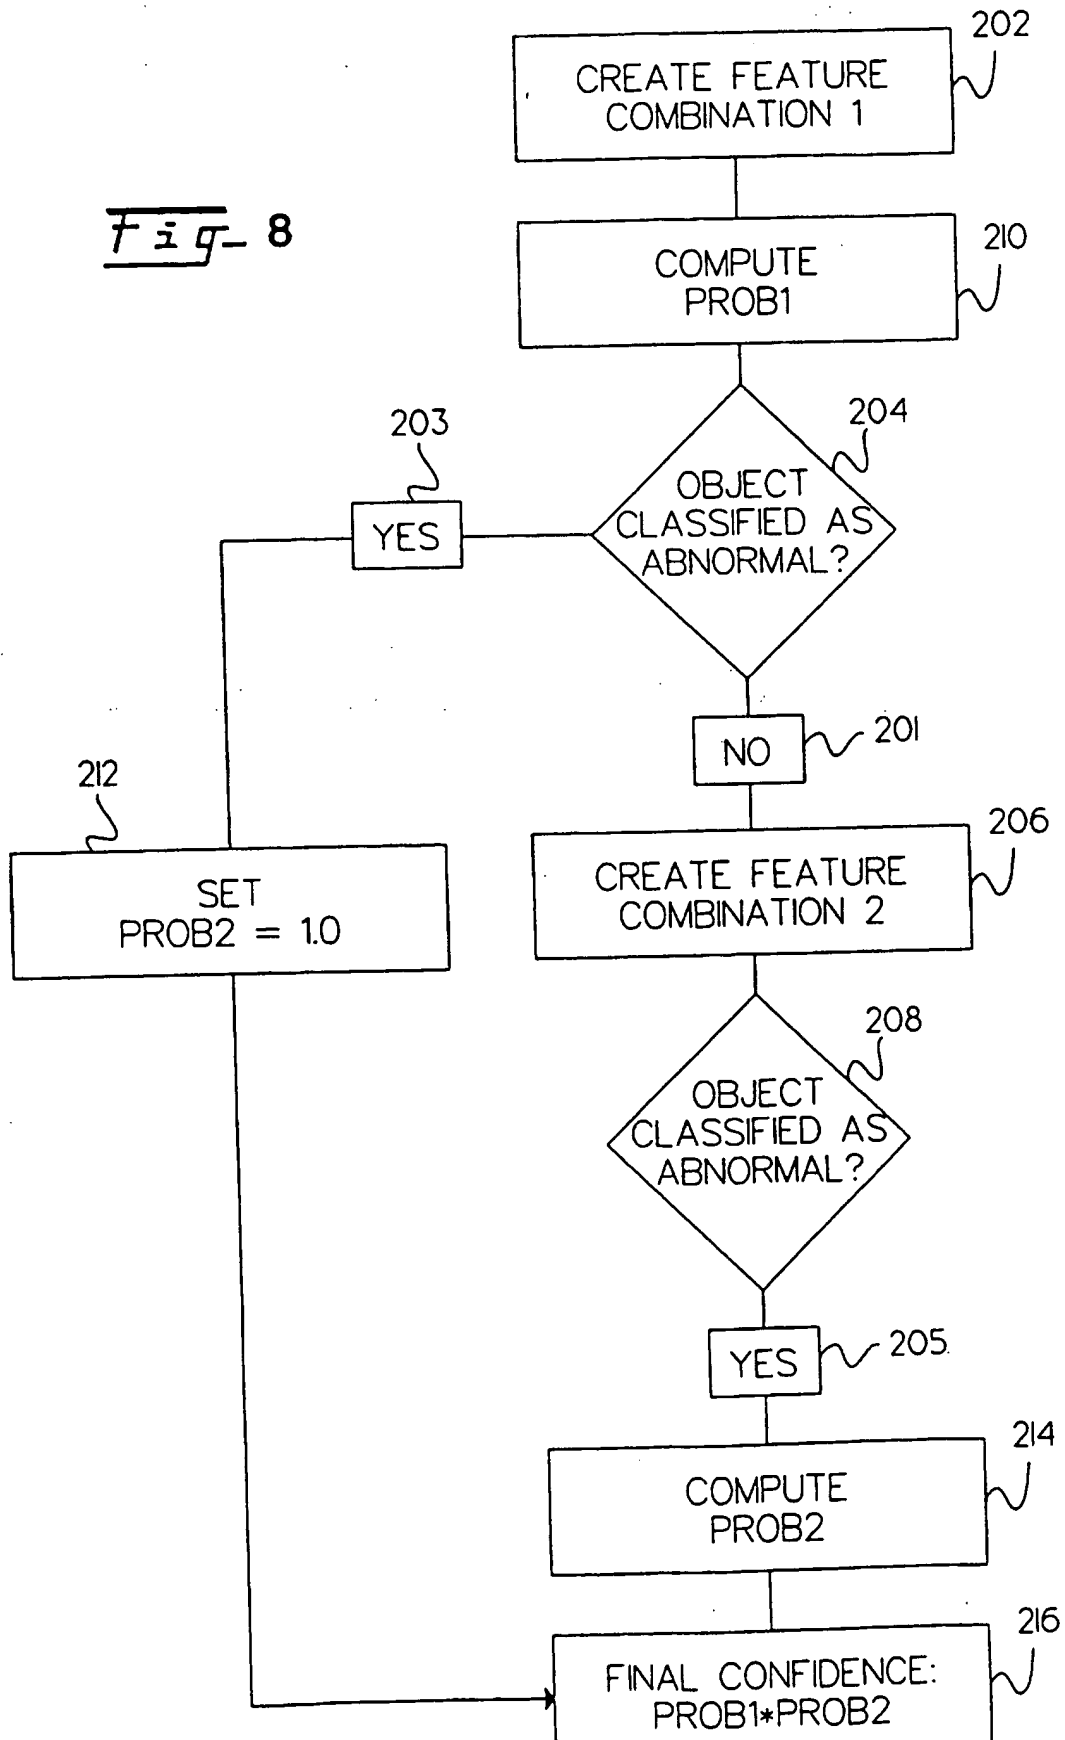 202
CREATE FEATURE
COMBINATION 1
Fig_ 8
210
COMPUTE
PROB1
203
204
YES
OBJECT
CLASSIFIED AS
ABNORMAL?
201
NO
212
SET
PROB2 = 1.0
206
CREATE FEATURE
COMBINATION 2
208
OBJECT
CLASSIFIED AS
ABNORMAL?
205
YES
214
COMPUTE
PROB2
216
FINAL CONFIDENCE:
PROB1*PROB2